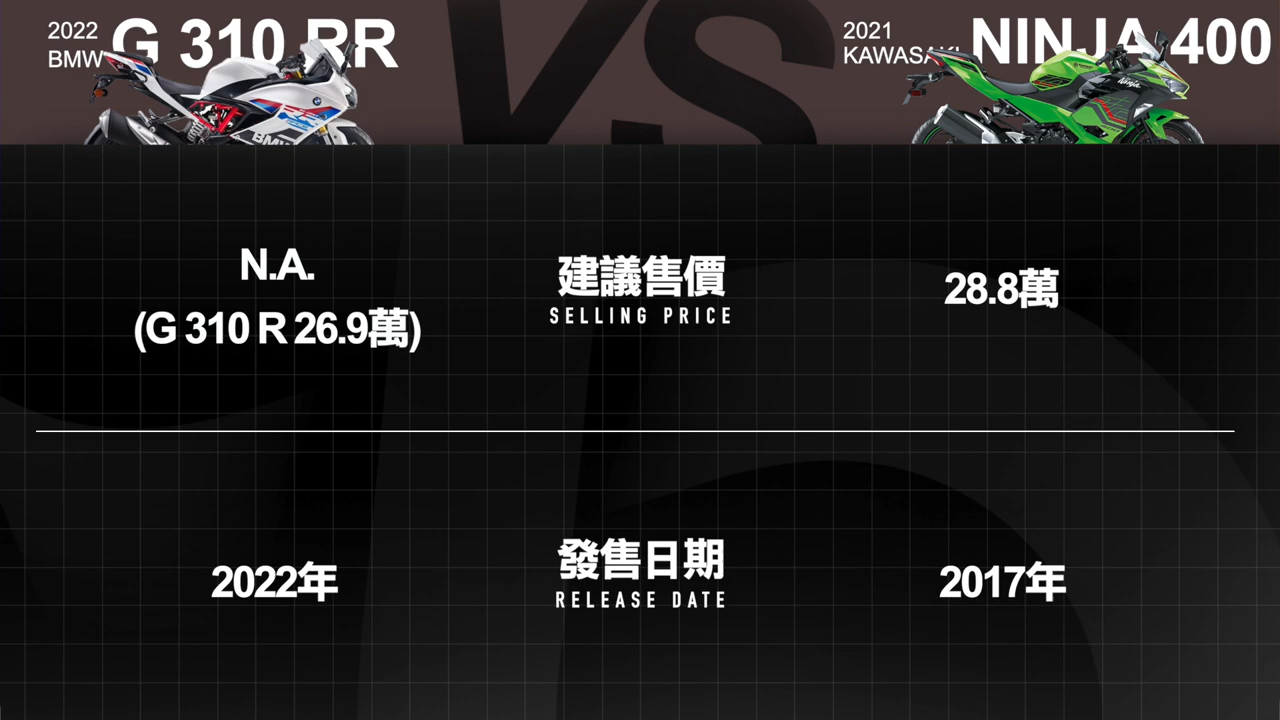 2022
BMW G 310 RR
VS
2021
KAWASAKI NINJA 400
N.A.
(G 310 R 26.9萬)
建議售價
SELLING PRICE
28.8萬
2022年
發售日期
RELEASE DATE
2017年